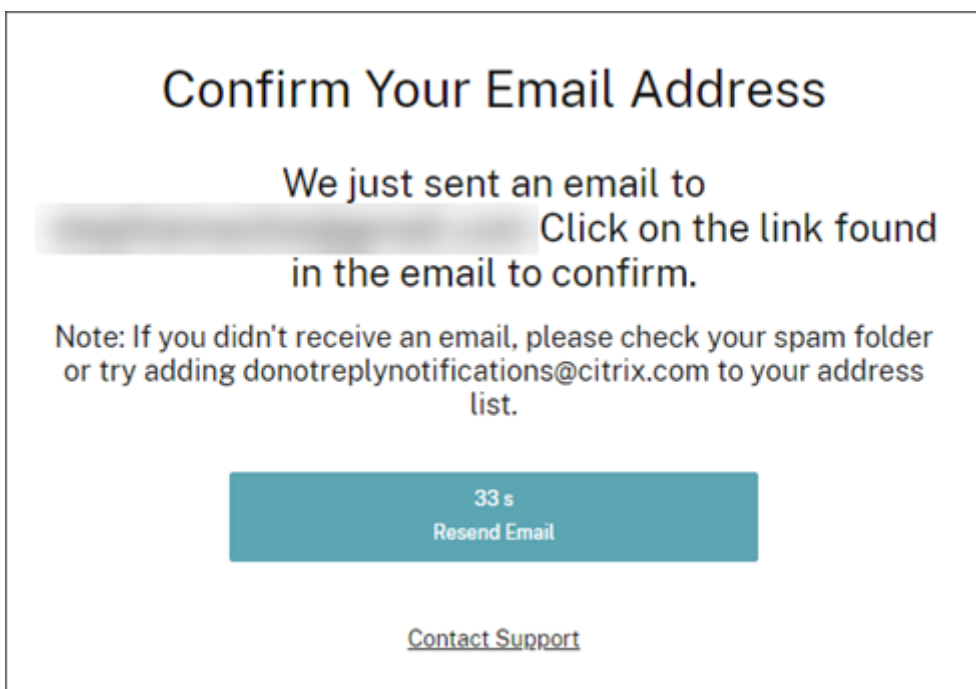 Confirm Your Email Address
We just sent an email to
Click on the link found
in the email to confirm.
Note: If you didn't receive an email, please check your spam folder
or try adding donotreplynotifications@citrix.com to your address
list.
33 s
Resend Email
Contact Support